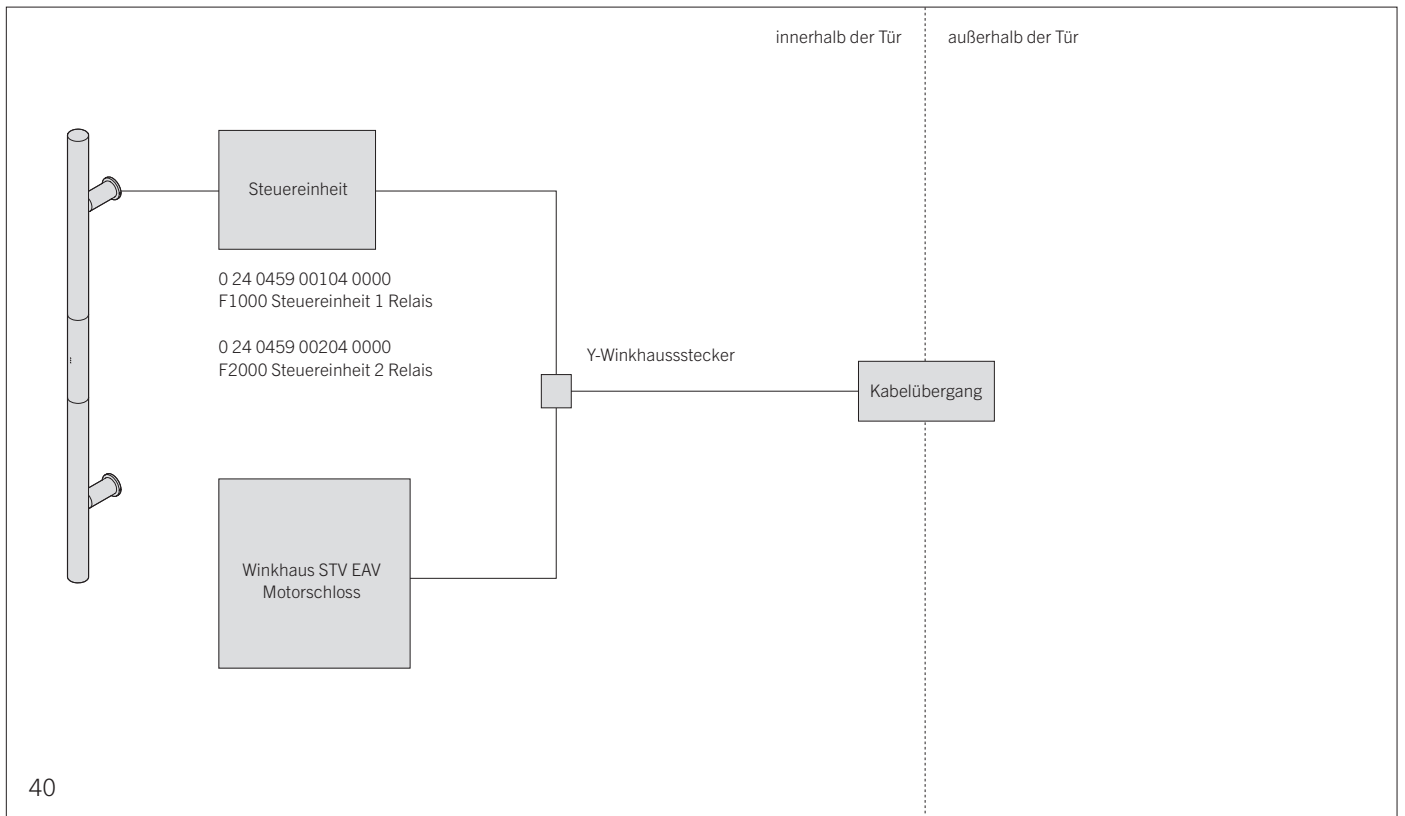 innerhalb der Tür
außerhalb der Tür
Steuereinheit
0 24 0459 00104 0000
F1000 Steuereinheit 1 Relais
0 24 0459 00204 0000
F2000 Steuereinheit 2 Relais
Y-Winkhaussstecker
Kabelübergang
Winkhaus STV EAV
Motorschloss
40